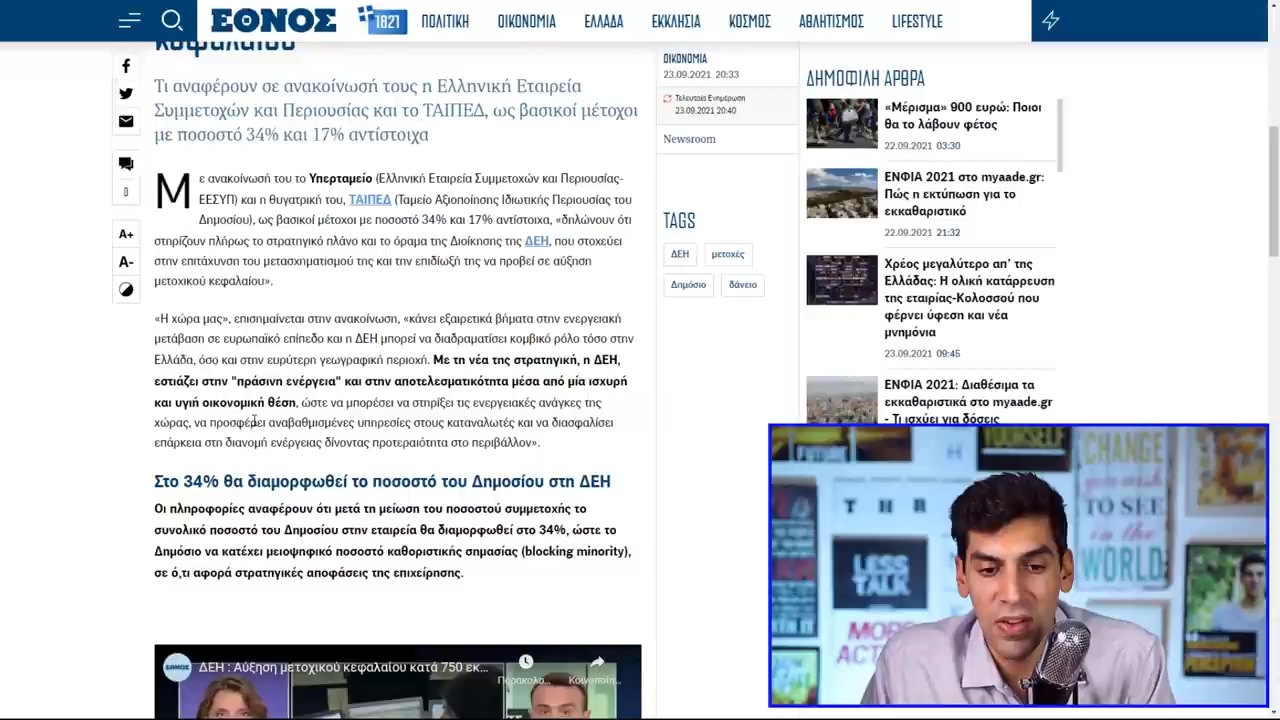 ΕΘΝΟΣ
1821
ΠΟΛΙΤΙΚΗ
ΟΙΚΟΝΟΜΙΑ
ΕΛΛΑΔΑ
ΕΚΚΛΗΣΙΑ
ΚΟΣΜΟΣ
ΑΘΛΗΤΙΣΜΟΣ
LIFESTYLE
κεφαλαίου
Τι αναφέρουν σε ανακοίνωσή τους η Ελληνική Εταιρεία
Συμμετοχών και Περιουσίας και το ΤΑΙΠΕΔ, ως βασικοί μέτοχοι
με ποσοστό 34% και 17% αντίστοιχα
Με ανακοίνωσή του το Υπερταμείο (Ελληνική Εταιρεία Συμμετοχών και Περιουσίας-
ΕΕΣΥΠ) και η θυγατρική του, ΤΑΙΠΕΔ (Ταμείο Αξιοποίησης Ιδιωτικής Περιουσίας του
Δημοσίου), ως βασικοί μέτοχοι με ποσοστό 34% και 17% αντίστοιχα, «δηλώνουν ότι
στηρίζουν πλήρως το στρατηγικό πλάνο και το όραμα της Διοίκησης της ΔΕΗ, που στοχεύει
στην επιτάχυνση του μετασχηματισμού της και την επιδίωξή της να προβεί σε αύξηση
μετοχικού κεφαλαίου».
«Η χώρα μας», επισημαίνεται στην ανακοίνωση, «κάνει εξαιρετικά βήματα στην ενεργειακή
μετάβαση σε ευρωπαϊκό επίπεδο και η ΔΕΗ μπορεί να διαδραματίσει κομβικό ρόλο τόσο στην
Ελλάδα, όσο και στην ευρύτερη γεωγραφική περιοχή. Με τη νέα της στρατηγική, η ΔΕΗ,
εστιάζει στην "πράσινη ενέργεια" και στην αποτελεσματικότητα μέσα από μία ισχυρή
και υγιή οικονομική θέση, ώστε να μπορέσει να στηρίξει τις ενεργειακές ανάγκες της
χώρας, να προσφέρει αναβαθμισμένες υπηρεσίες στους καταναλωτές και να διασφαλίσει
επάρκεια στη διανομή ενέργειας δίνοντας προτεραιότητα στο περιβάλλον».
Στο 34% θα διαμορφωθεί το ποσοστό του Δημοσίου στη ΔΕΗ
Οι πληροφορίες αναφέρουν ότι μετά τη μείωση του ποσοστού συμμετοχής το
συνολικό ποσοστό του Δημοσίου στην εταιρεία θα διαμορφωθεί στο 34%, ώστε το
Δημόσιο να κατέχει μειοψηφικό ποσοστό καθοριστικής σημασίας (blocking minority),
σε ό,τι αφορά στρατηγικές αποφάσεις της επιχείρησης.
ΕΘΝΟΣ
ΔΕΗ : Αύξηση μετοχικού κεφαλαίου κατά 750 εκ...
Παρακολο...
Κοινοποίη...
0
A+
A-
ΟΙΚΟΝΟΜΙΑ
23.09.2021 20:33
Τελευταία Ενημέρωση
23.09.2021 20:40
Newsroom
TAGS
ΔΕΗ
μετοχές
Δημόσιο
δάνειο
ΔΗΜΟΦΙΛΗ ΑΡΘΡΑ
«Μέρισμα» 900 ευρώ: Ποιοι
θα το λάβουν φέτος
22.09.2021 03:30
ΕΝΦΙΑ 2021 στο myaade.gr:
Πώς η εκτύπωση για το
εκκαθαριστικό
22.09.2021 21:32
Χρέος μεγαλύτερο απ' της
Ελλάδας: Η ολική κατάρρευση
της εταιρίας-Κολοσσού που
φέρνει ύφεση και νέα
μνημόνια
23.09.2021 09:45
ΕΝΦΙΑ 2021: Διαθέσιμα τα
εκκαθαριστικά στο myaade.gr
- Τι ισχύει για δόσεις
YOURSELF
CHANGE
TO SEE
WORLD
THE
LET'S
TALK
MORE